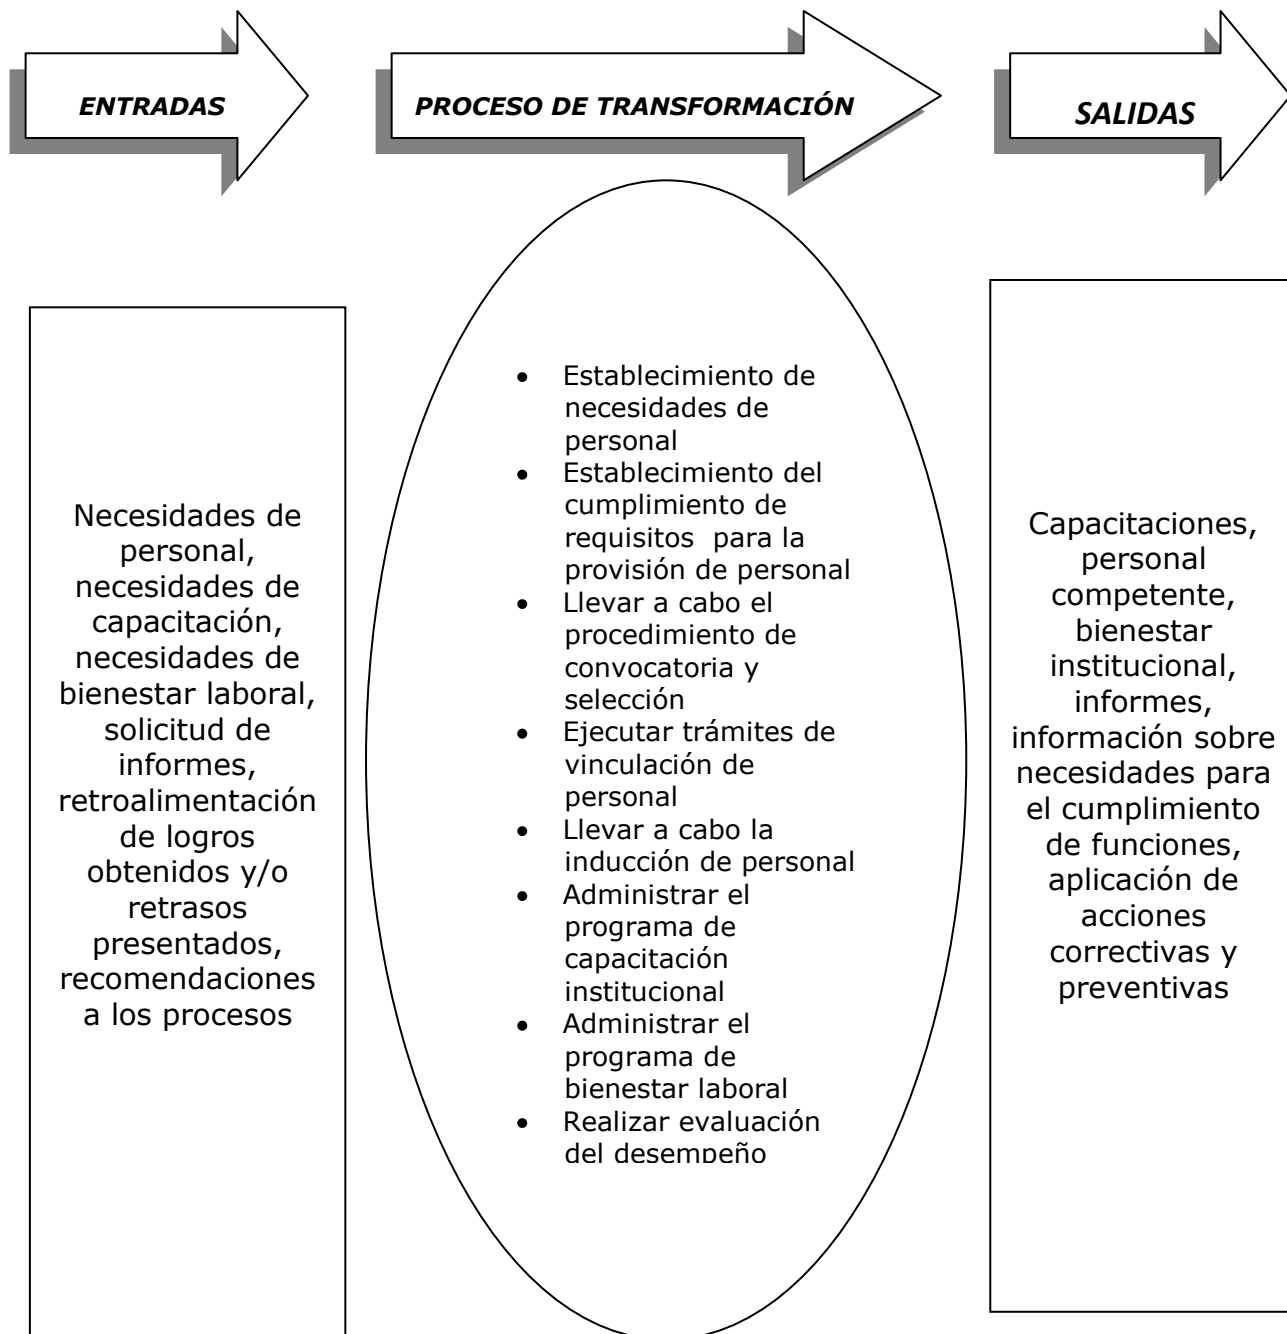 ENTRADAS
PROCESO DE TRANSFORMACIÓN
SALIDAS
Necesidades de
personal,
necesidades de
capacitación,
necesidades de
bienestar laboral,
solicitud de
informes,
retroalimentación
de logros
obtenidos y/o
retrasos
presentados,
recomendaciones
a los procesos
• Establecimiento de
necesidades de
personal
• Establecimiento del
cumplimiento de
requisitos para la
provisión de personal
• Llevar a cabo el
procedimiento de
convocatoria y
selección
• Ejecutar trámites de
vinculación de
personal
• Llevar a cabo la
inducción de personal
• Administrar el
programa de
capacitación
institucional
• Administrar el
programa de
bienestar laboral
• Realizar evaluación
del desempeño
Capacitaciones,
personal
competente,
bienestar
institucional,
informes,
información sobre
necesidades para
el cumplimiento
de funciones,
aplicación de
acciones
correctivas y
preventivas